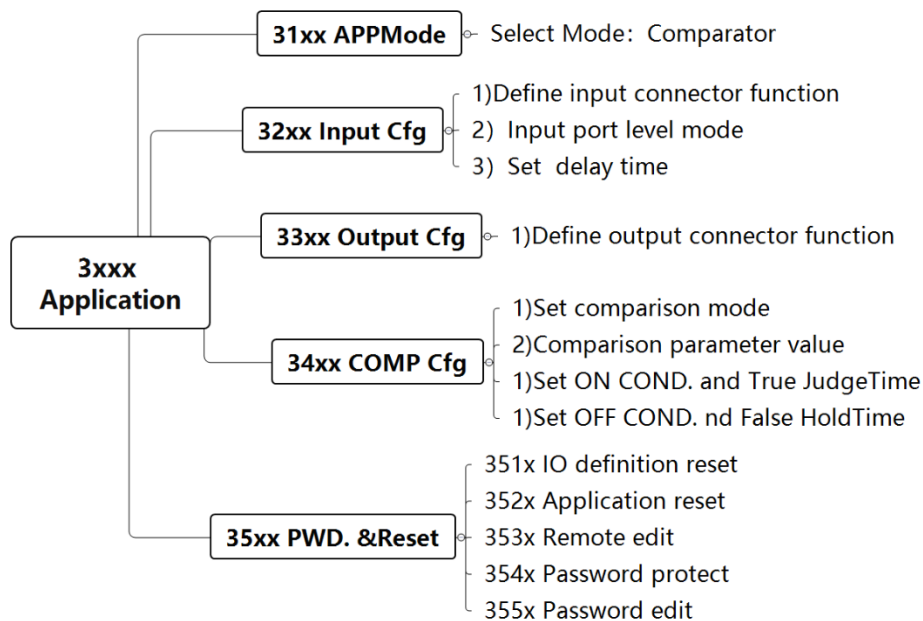 31xx APPMode
Select Mode: Comparator
32xx Input Cfg
1)Define input connector function
2) Input port level mode
3) Set delay time
33xx Output Cfg
1)Define output connector function
3xxx
Application
34xx COMP Cfg
1)Set comparison mode
2)Comparison parameter value
1)Set ON COND. and True JudgeTime
1)Set OFF COND. nd False HoldTime
35xx PWD. &Reset
351x IO definition reset
352x Application reset
353x Remote edit
354x Password protect
355x Password edit